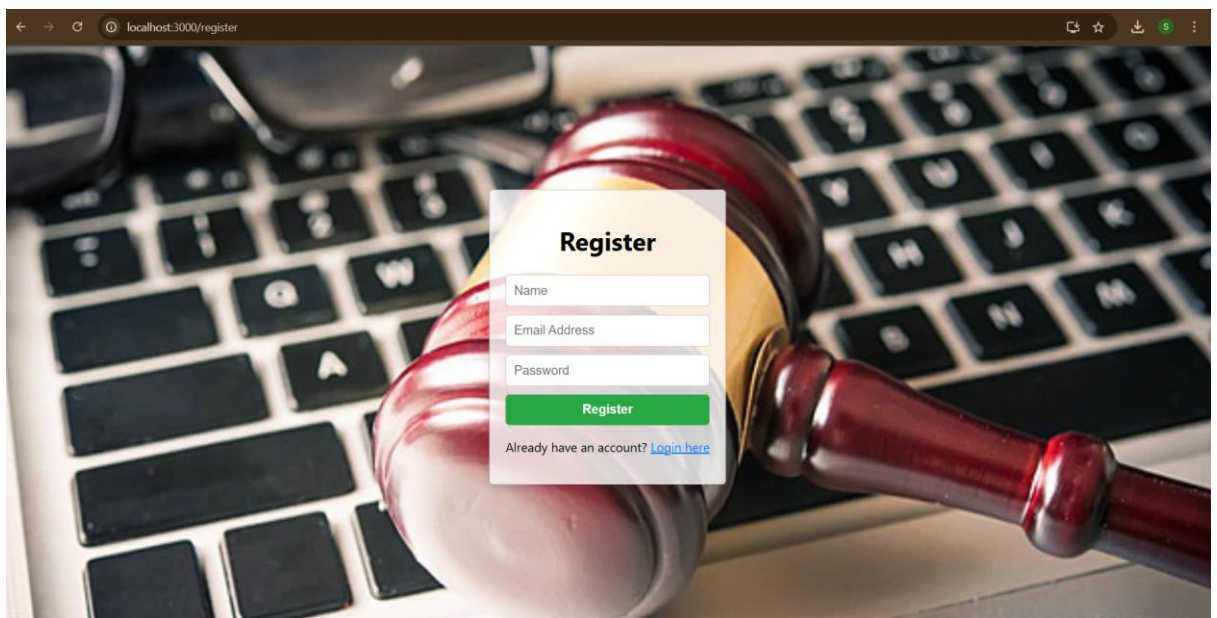 localhost:3000/register
S
Register
Name
Email Address
Password
Register
Already have an account? Login here
Q
W
A